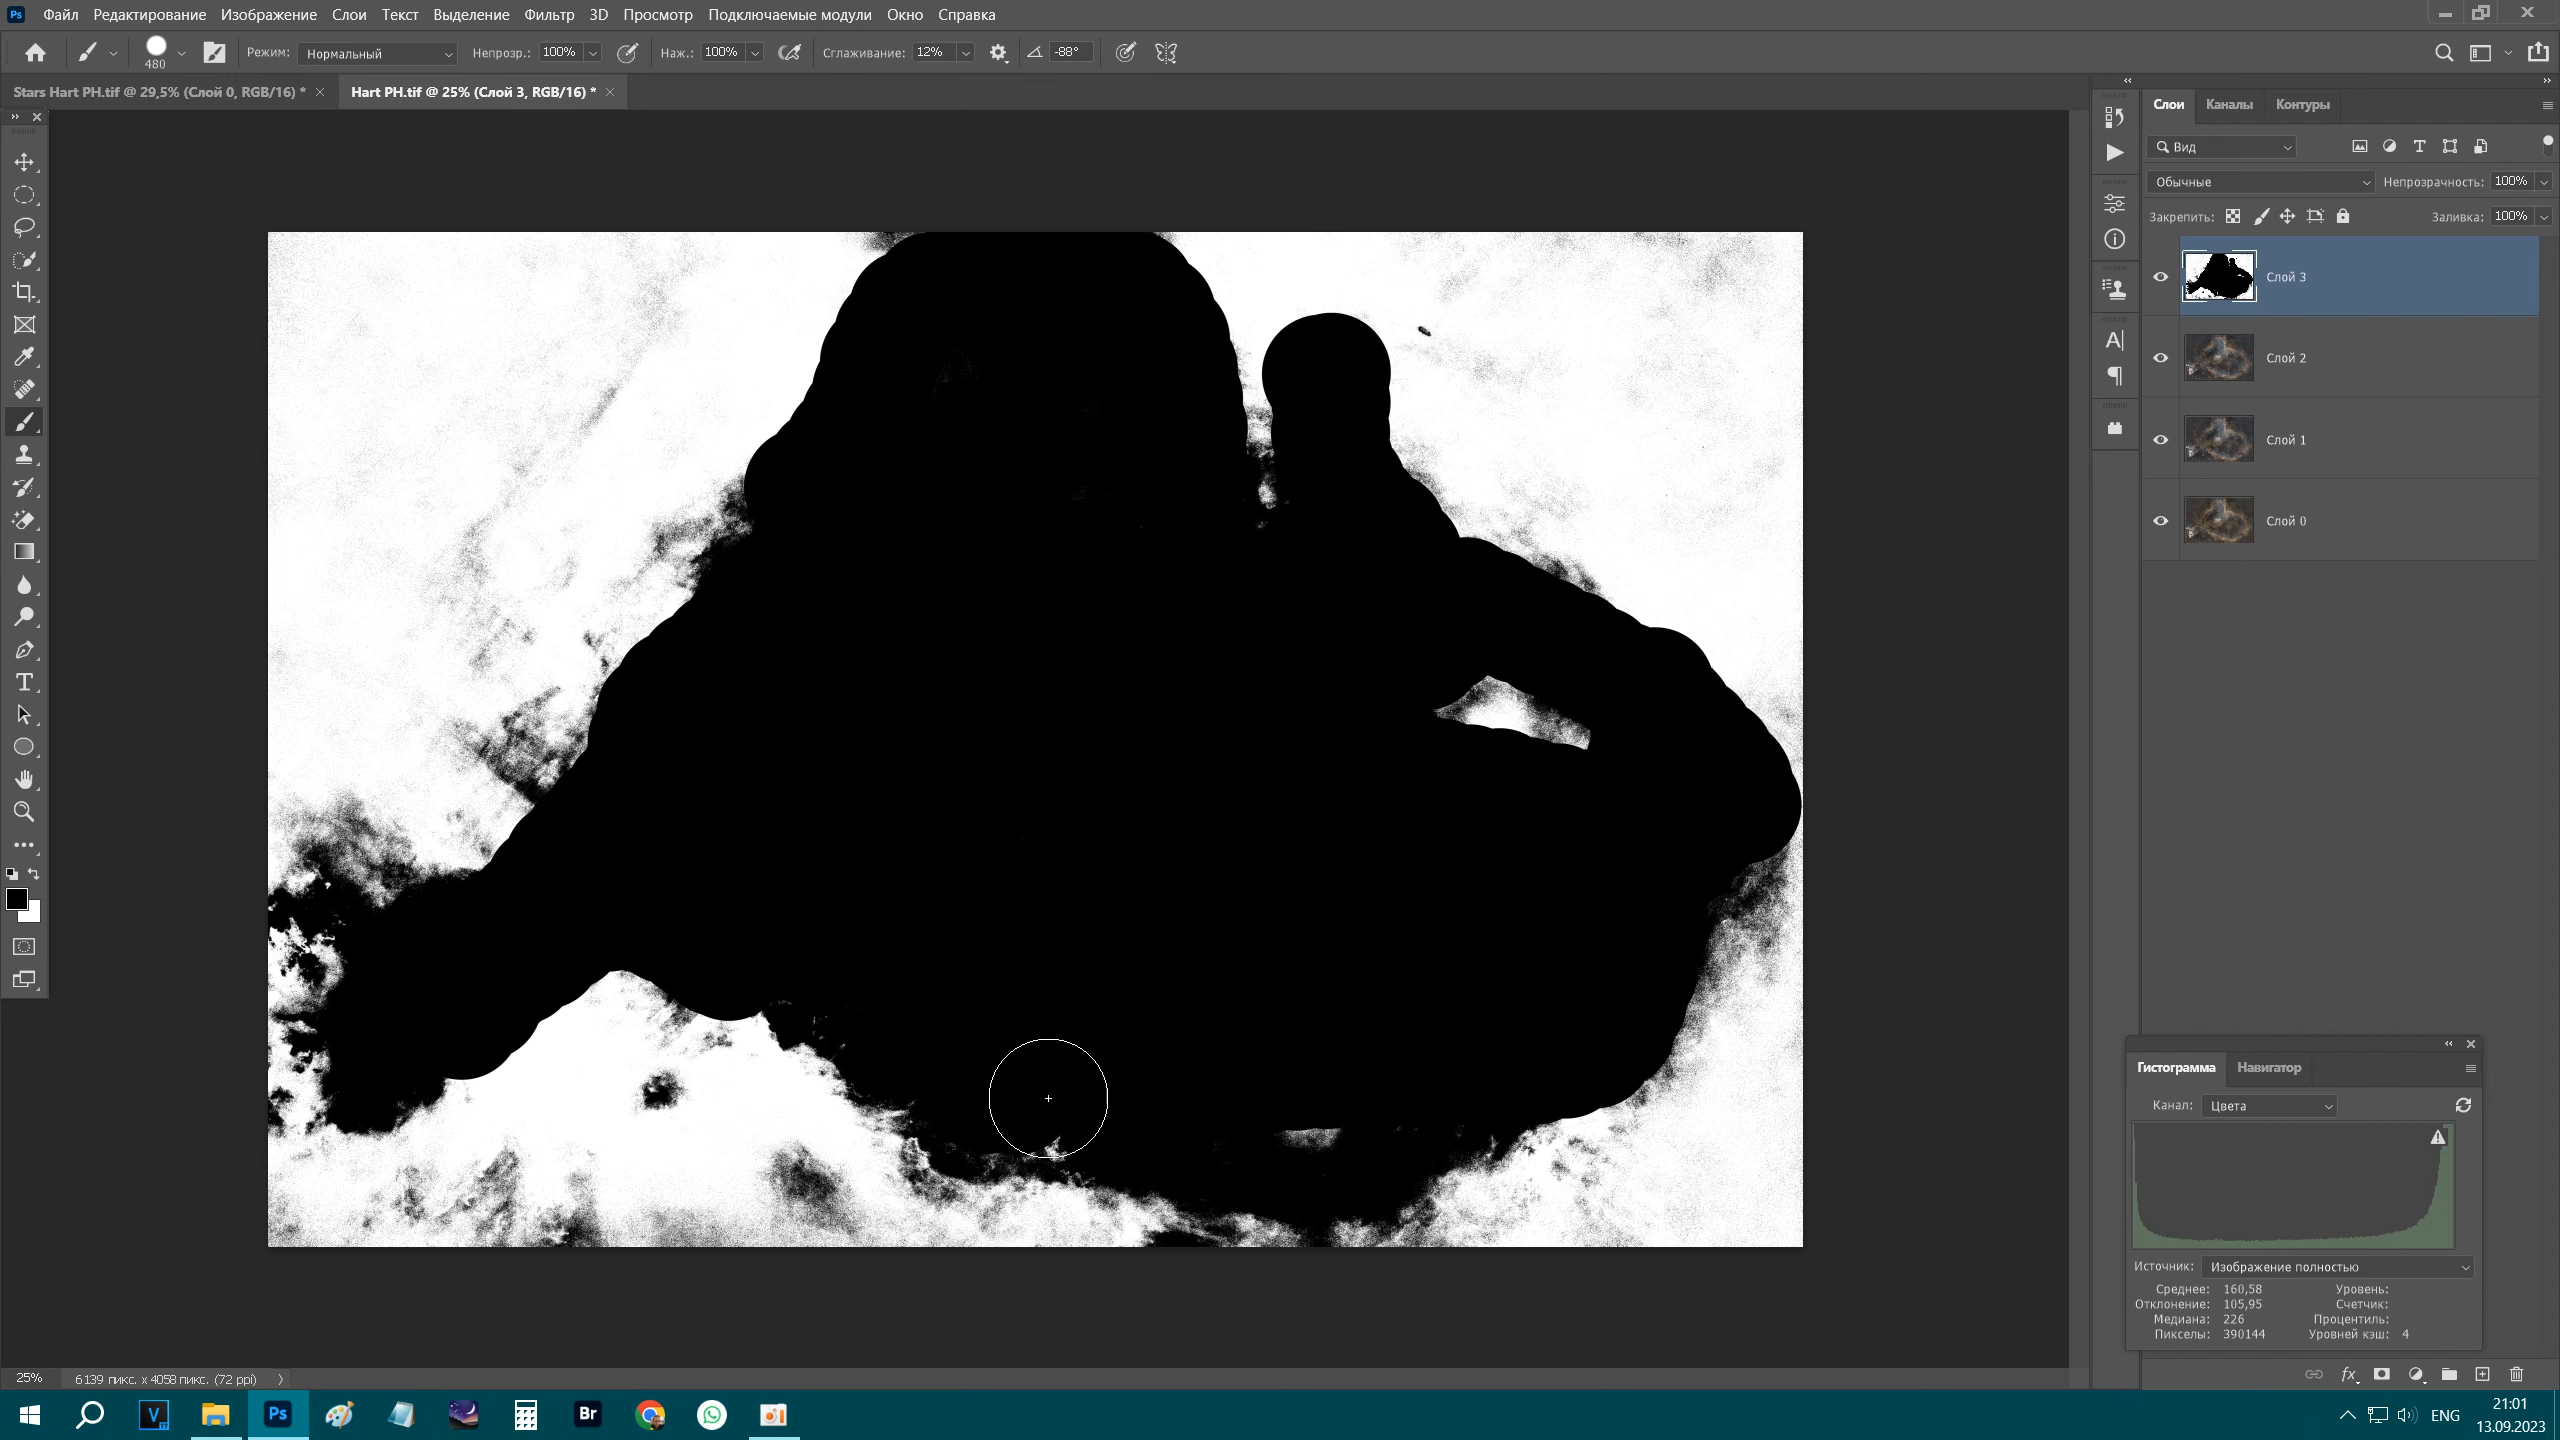 Ps Файл Редактирование Изображение Слои Текст Выделение Фильтр 3D Просмотр Подключаемые модули Окно Справка
480 Режим: Нормальный Непрозр.: 100% Наж.: 100% Сглаживание: 12% -88°
Stars Hart PH.tif @ 29,5% (Слой 0, RGB/16) * Hart PH.tif @ 25% (Слой 3, RGB/16) *
Слои Каналы Контуры
Вид
Обычные Непрозрачность: 100%
Закрепить: Заливка: 100%
Слой 3
Слой 2
Слой 1
Слой 0
Гистограмма Навигатор
Канал: Цвета
Источник: Изображение полностью
Среднее: 160,58 Уровень:
Отклонение: 105,95 Счетчик:
Медиана: 226 Процентиль:
Пикселы: 390144 Уровней кэш: 4
25% 6139 пикс. x 4058 пикс. (72 ppi)
fx
V Ps Br ENG 21:01
13.09.2023